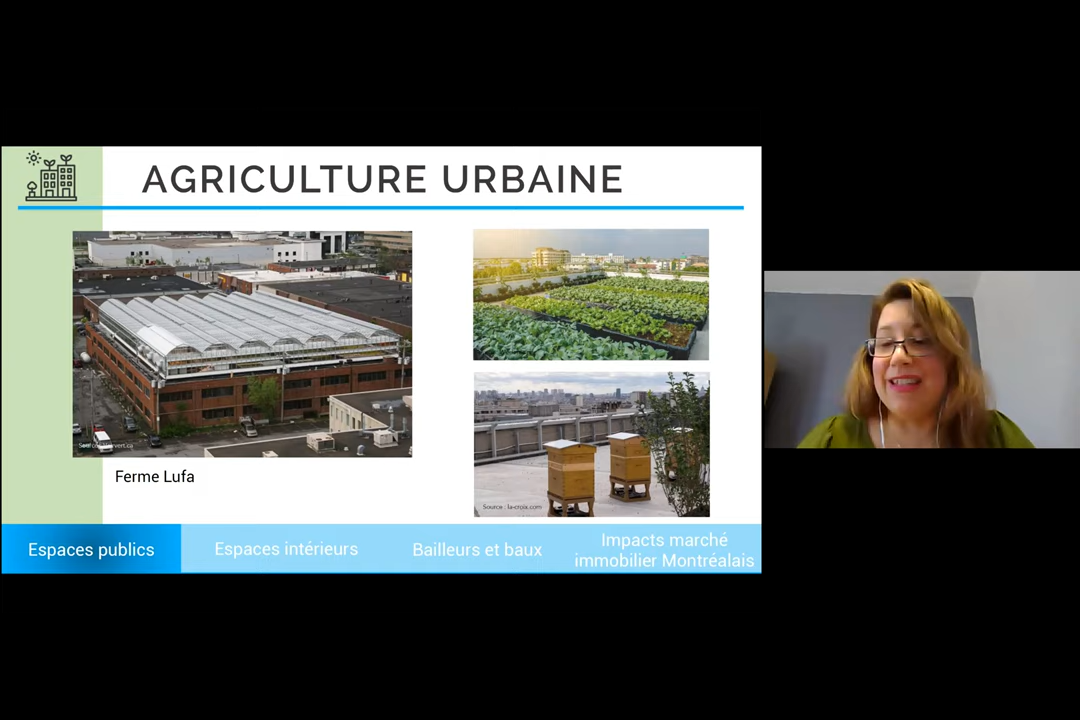 AGRICULTURE URBAINE
Ferme Lufa
Source : la-croix.com
Espaces publics
Espaces intérieurs
Bailleurs et baux
Impacts marché
immobilier Montréalais